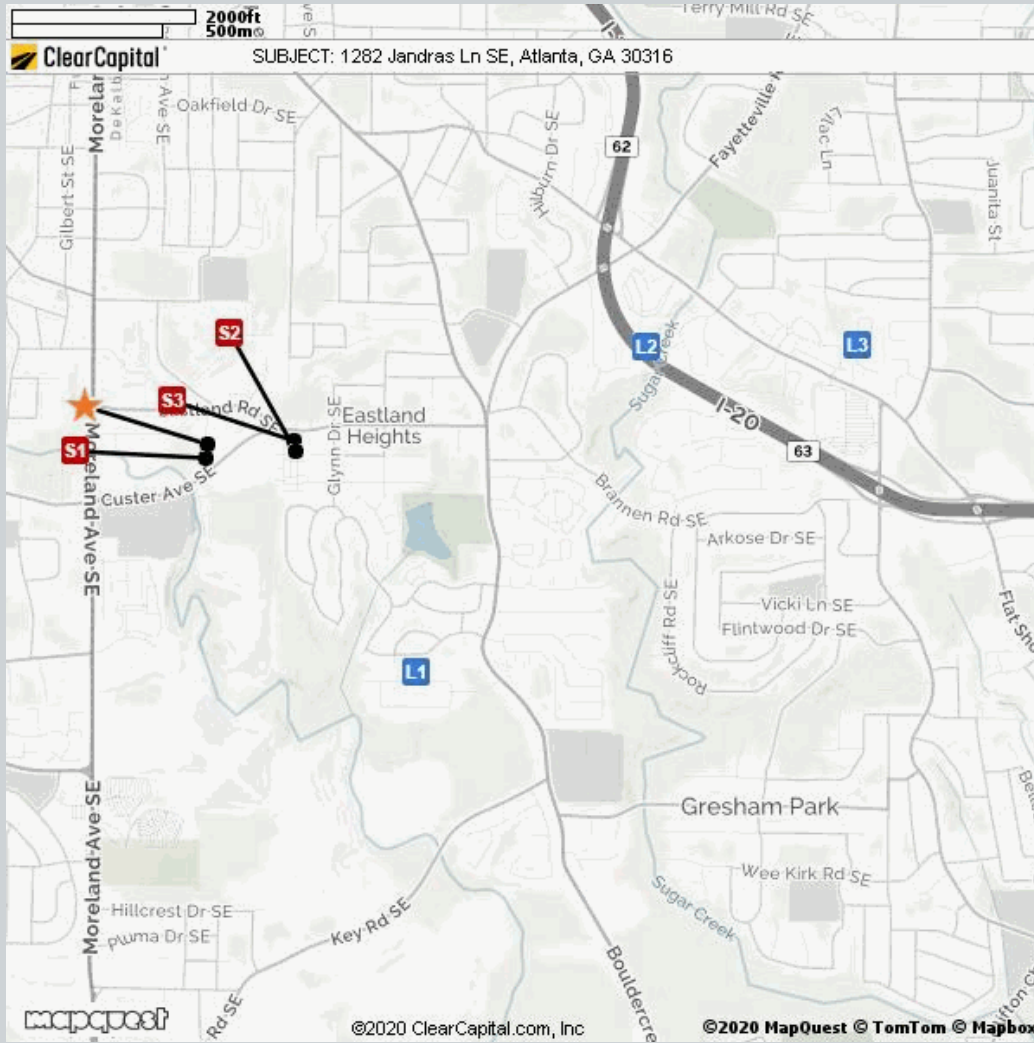 2000ft
500m
Terry Mill Rd SE
ClearCapital
SUBJECT: 1282 Jandras Ln SE, Atlanta, GA 30316
DeKalb
Ave SE
Oakfield Dr SE
Gilbert St SE
Hilburn Dr SE
62
Fayetteville
Juanita St
S2
L2
L3
S3
Eastland Rd SE
Sugar Creek
I-20
Glynn Dr SE
Eastland
Heights
S1
63
Custer Ave SE
Moreland Ave SE
Brannen Rd SE
Arkose Dr SE
Vicki Ln SE
Flintwood Dr SE
Rockcliff Rd SE
L1
Gresham Park
Moreland Ave SE
Wee Kirk Rd SE
Sugar Creek
Hillcrest Dr SE
Pluma Dr SE
Key Rd SE
Rd SE
mapquest
©2020 ClearCapital.com, Inc
©2020 MapQuest © TomTom © Mapbox